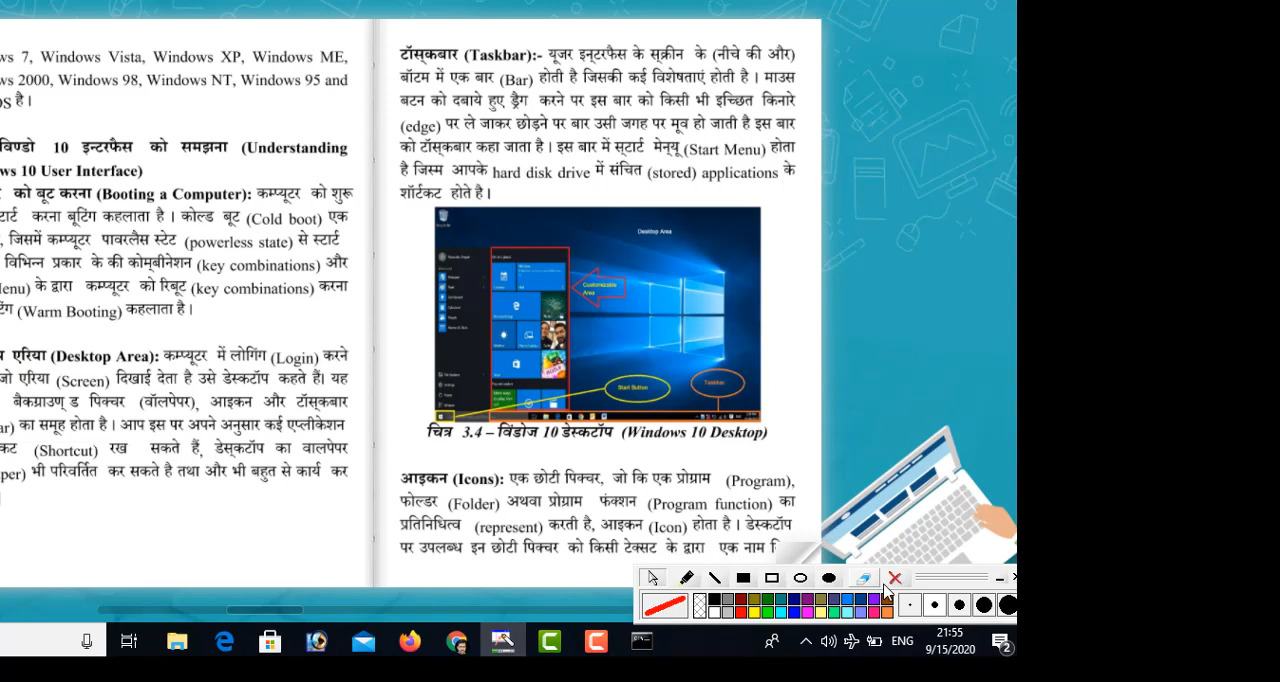 ws 7, Windows Vista, Windows XP, Windows ME,
ws 2000, Windows 98, Windows NT, Windows 95 and
OS है।
विण्डो 10 इन्टरफैस को समझना (Understanding
ws 10 User Interface)
को बूट करना (Booting a Computer): कम्प्यूटर को शुरू
टार्ट करना बूटिंग कहलाता है। कोल्ड बूट (Cold boot) एक
, जिसमें कम्प्यूटर पावरलैस स्टेट (powerless state) से स्टार्ट
विभिन्न प्रकार के की कोम्बीनेशन (key combinations) और
enu) के द्वारा कम्प्यूटर को रिबूट (key combinations) करना
टिंग (Warm Booting) कहलाता है।
एरिया (Desktop Area): कम्प्यूटर में लोगिंग (Login) करने
जो एरिया (Screen) दिखाई देता है उसे डेस्कटॉप कहते हैं। यह
बैकग्राउण्ड पिक्चर (वॉलपेपर), आइकन और टॉस्कबार
ar) का समूह होता है। आप इस पर अपने अनुसार कई एप्लीकेशन
कट (Shortcut) रख सकते हैं, डेस्कटॉप का वालपेपर
per) भी परिवर्तित कर सकते है तथा और भी बहुत से कार्य कर
टॉस्कबार (Taskbar):- यूजर इन्टरफैस के स्क्रीन के (नीचे की और)
बॉटम में एक बार (Bar) होती है जिसकी कई विशेषताएं होती है। माउस
बटन को दबाये हुए ड्रैग करने पर इस बार को किसी भी इच्छित किनारे
(edge) पर ले जाकर छोड़ने पर बार उसी जगह पर मूव हो जाती है इस बार
को टॉस्कबार कहा जाता है। इस बार में स्टार्ट मेन्यू (Start Menu) होता
है जिस्म आपके hard disk drive में संचित (stored) applications के
शॉर्टकट होते है।
Desktop Area
Customizable
Area
Start Button
Taskbar
चित्र 3.4 – विंडोज 10 डेस्कटॉप (Windows 10 Desktop)
आइकन (Icons): एक छोटी पिक्चर, जो कि एक प्रोग्राम (Program),
फोल्डर (Folder) अथवा प्रोग्राम फंक्शन (Program function) का
प्रतिनिधित्व (represent) करती है, आइकन (Icon) होता है। डेस्कटॉप
पर उपलब्ध इन छोटी पिक्चर को किसी टेक्सट के द्वारा एक नाम
ENG
21:55
9/15/2020
2